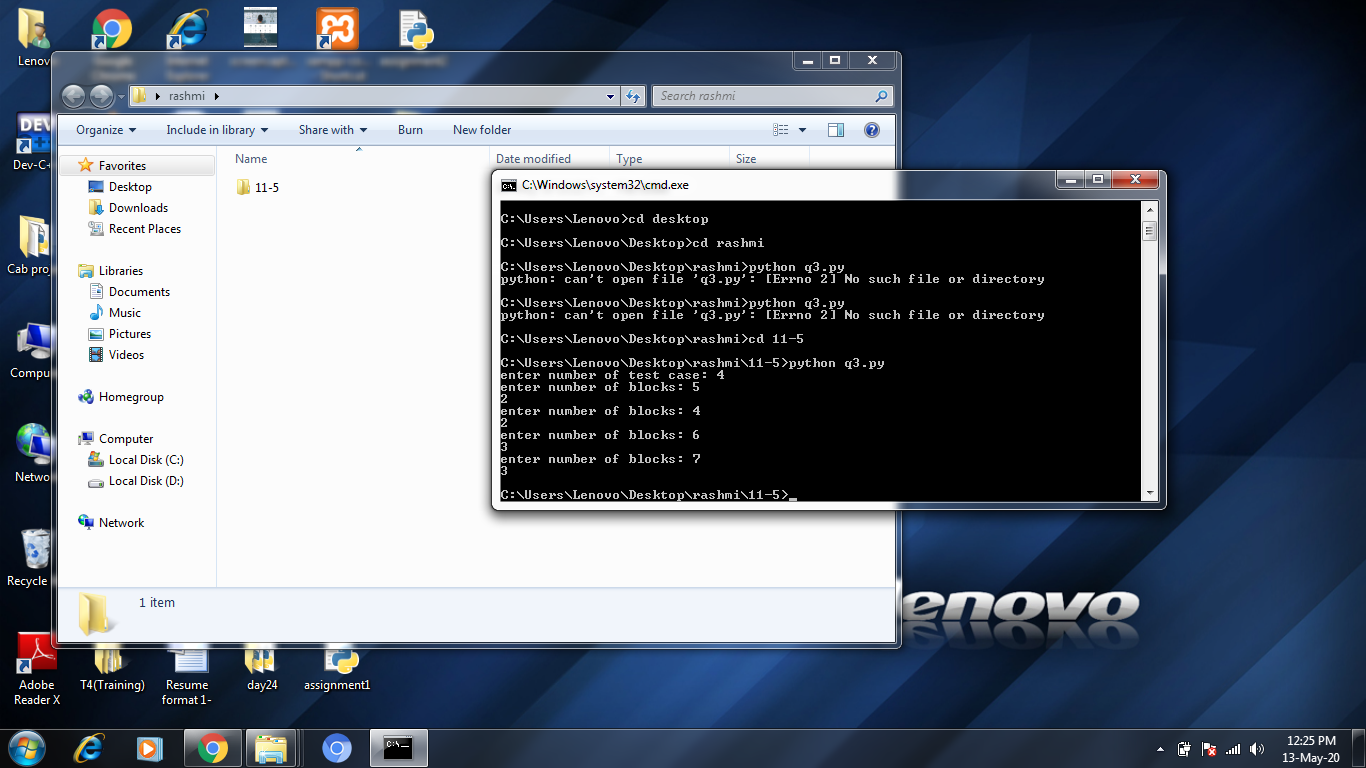 Lenovo
Google Chrome
Internet Explorer
assignment2
rashmi
Search rashmi
Organize
Include in library
Share with
Burn
New folder
Name
Date modified
Type
Size
11-5
Favorites
Desktop
Downloads
Recent Places
Libraries
Documents
Music
Pictures
Videos
Homegroup
Computer
Local Disk (C:)
Local Disk (D:)
Network
1 item
DEV
Dev-C+
Cab proj
Compu
Netwo
Recycle
C:\Windows\system32\cmd.exe
C:\Users\Lenovo>cd desktop
C:\Users\Lenovo\Desktop>cd rashmi
C:\Users\Lenovo\Desktop\rashmi>python q3.py
python: can't open file 'q3.py': [Errno 2] No such file or directory
C:\Users\Lenovo\Desktop\rashmi>python q3.py
python: can't open file 'q3.py': [Errno 2] No such file or directory
C:\Users\Lenovo\Desktop\rashmi>cd 11-5
C:\Users\Lenovo\Desktop\rashmi\11-5>python q3.py
enter number of test case: 4
enter number of blocks: 5
2
enter number of blocks: 4
2
enter number of blocks: 6
3
enter number of blocks: 7
3
C:\Users\Lenovo\Desktop\rashmi\11-5>_
enovo
Adobe Reader X
T4(Training)
Resume format 1-
day24
assignment1
C:\_
12:25 PM
13-May-20